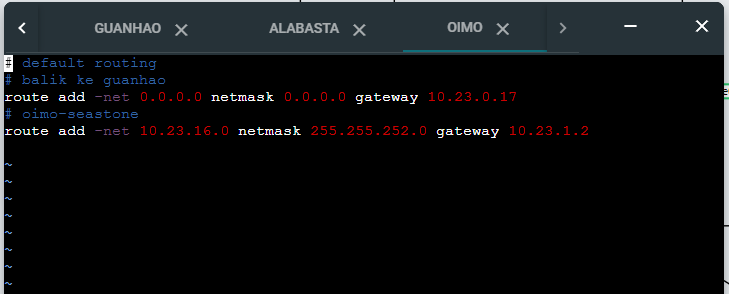 GUANHAO ALABASTA OIMO
# default routing
# balik ke guanhao
route add -net 0.0.0.0 netmask 0.0.0.0 gateway 10.23.0.17
# oimo-seastone
route add -net 10.23.16.0 netmask 255.255.252.0 gateway 10.23.1.2
~
~
~
~
~
~
~
~